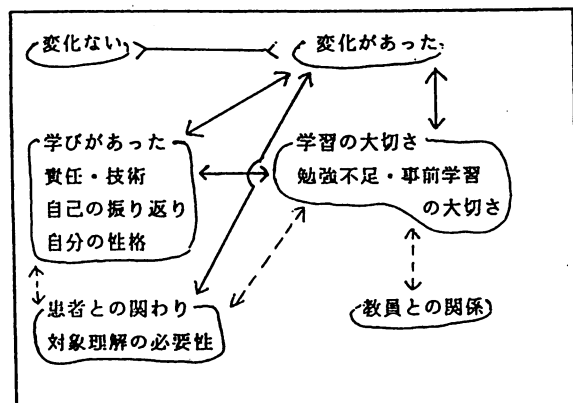 変化ない
変化があった
学びがあった
責任・技術
自己の振り返り
自分の性格
学習の大切さ
勉強不足・事前学習
の大切さ
患者との関わり
対象理解の必要性
教員との関係